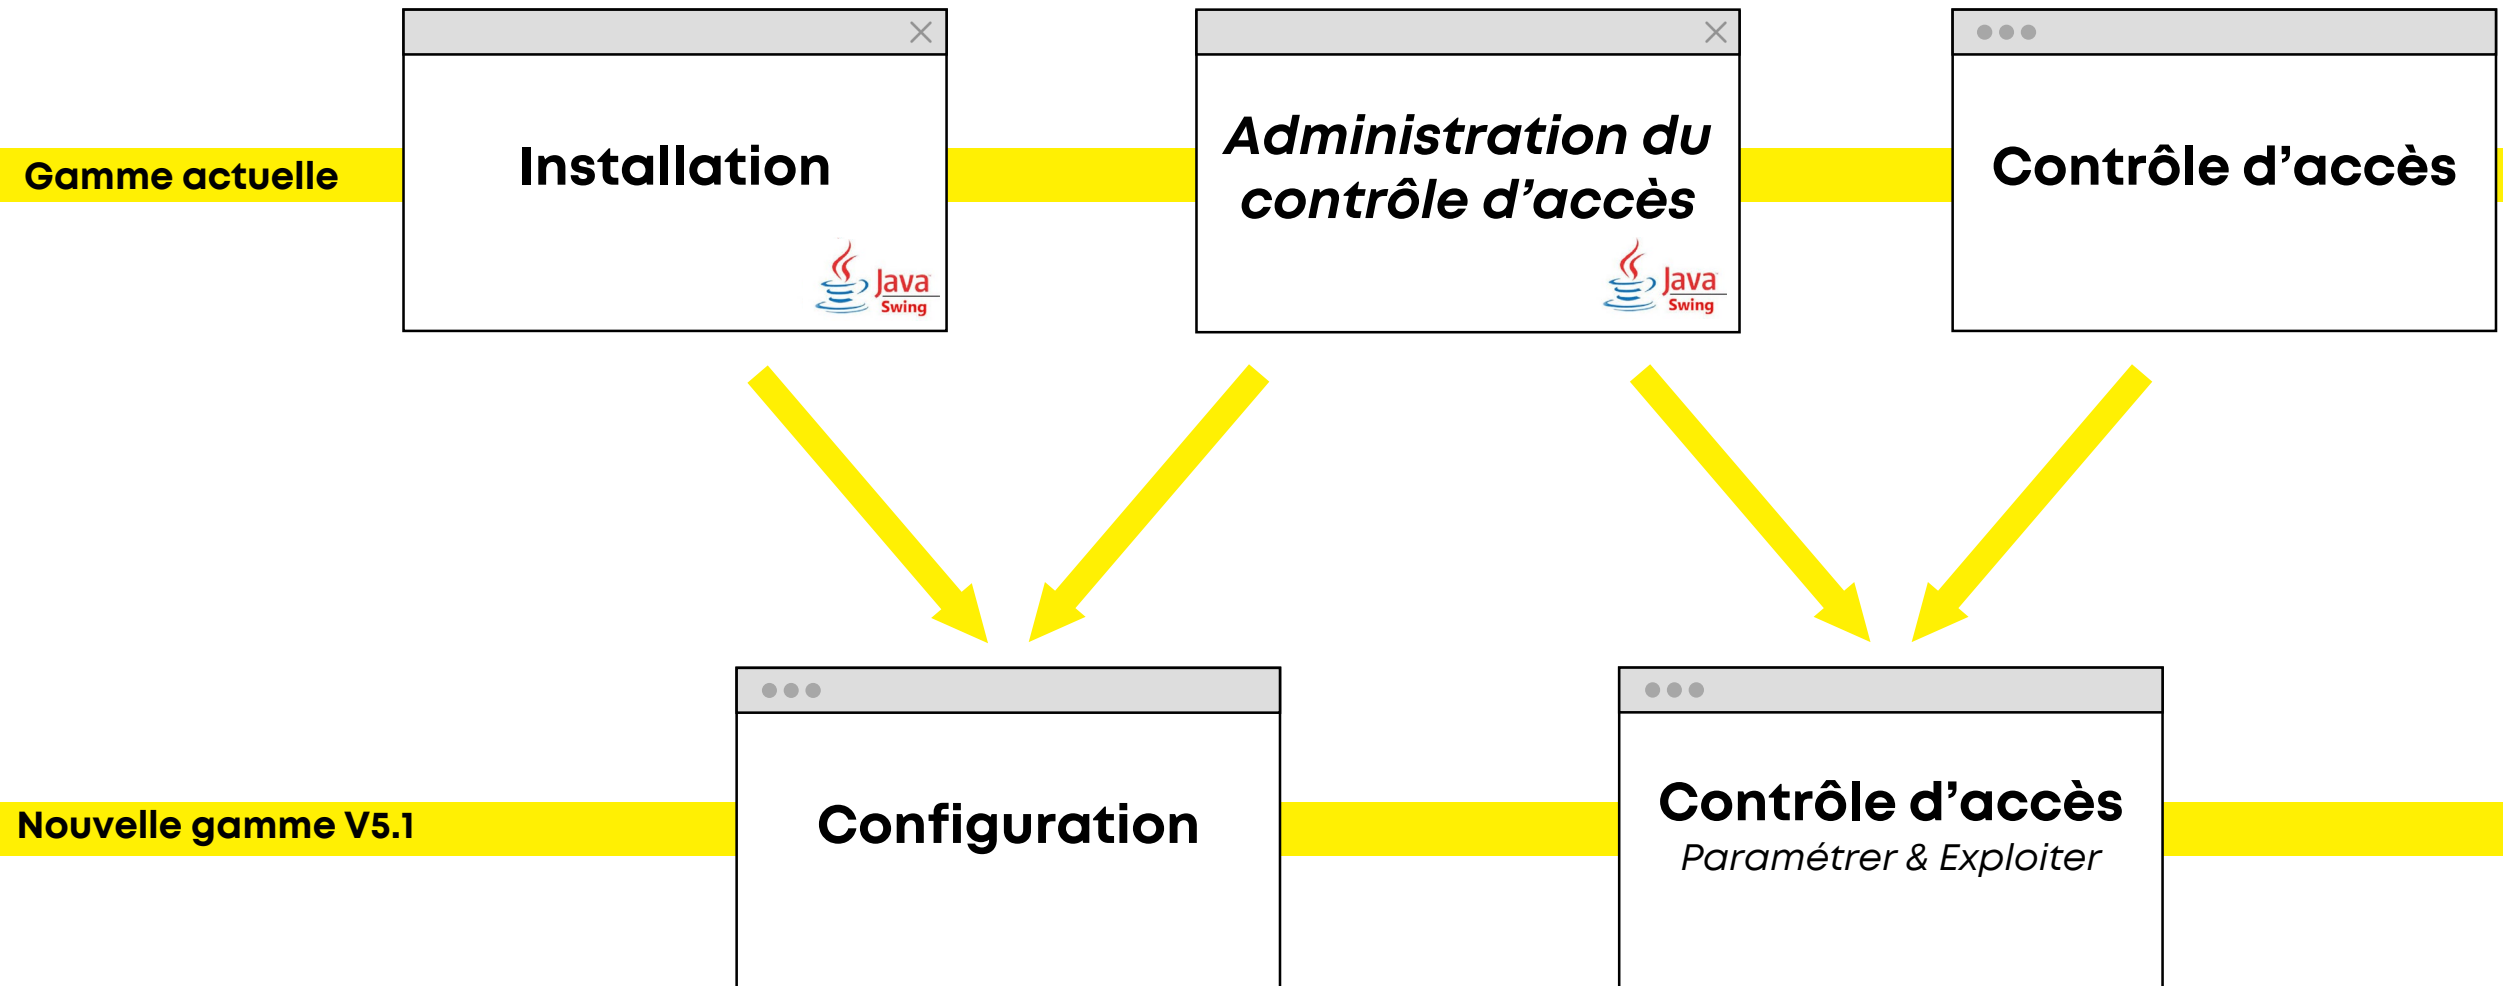 Gamme actuelle
Installation
Java
Swing
Administration du
contrôle d’accès
Java
Swing
Contrôle d’accès
Nouvelle gamme V5.1
Configuration
Contrôle d’accès
Paramétrer & Exploiter